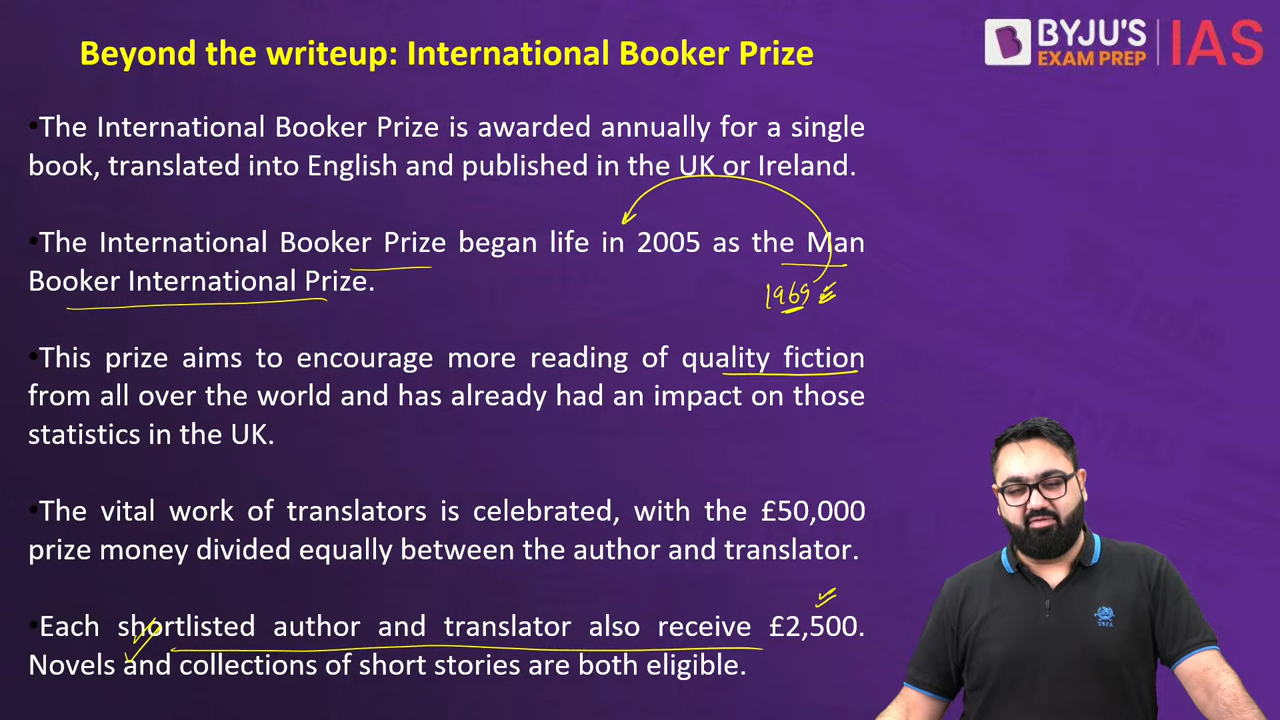 Beyond the writeup: International Booker Prize
BYJU'S
EXAM PREP
IAS
•The International Booker Prize is awarded annually for a single
book, translated into English and published in the UK or Ireland.
•The International Booker Prize began life in 2005 as the Man
Booker International Prize.
1969
•This prize aims to encourage more reading of quality fiction
from all over the world and has already had an impact on those
statistics in the UK.
•The vital work of translators is celebrated, with the £50,000
prize money divided equally between the author and translator.
•Each shortlisted author and translator also receive £2,500.
Novels and collections of short stories are both eligible.